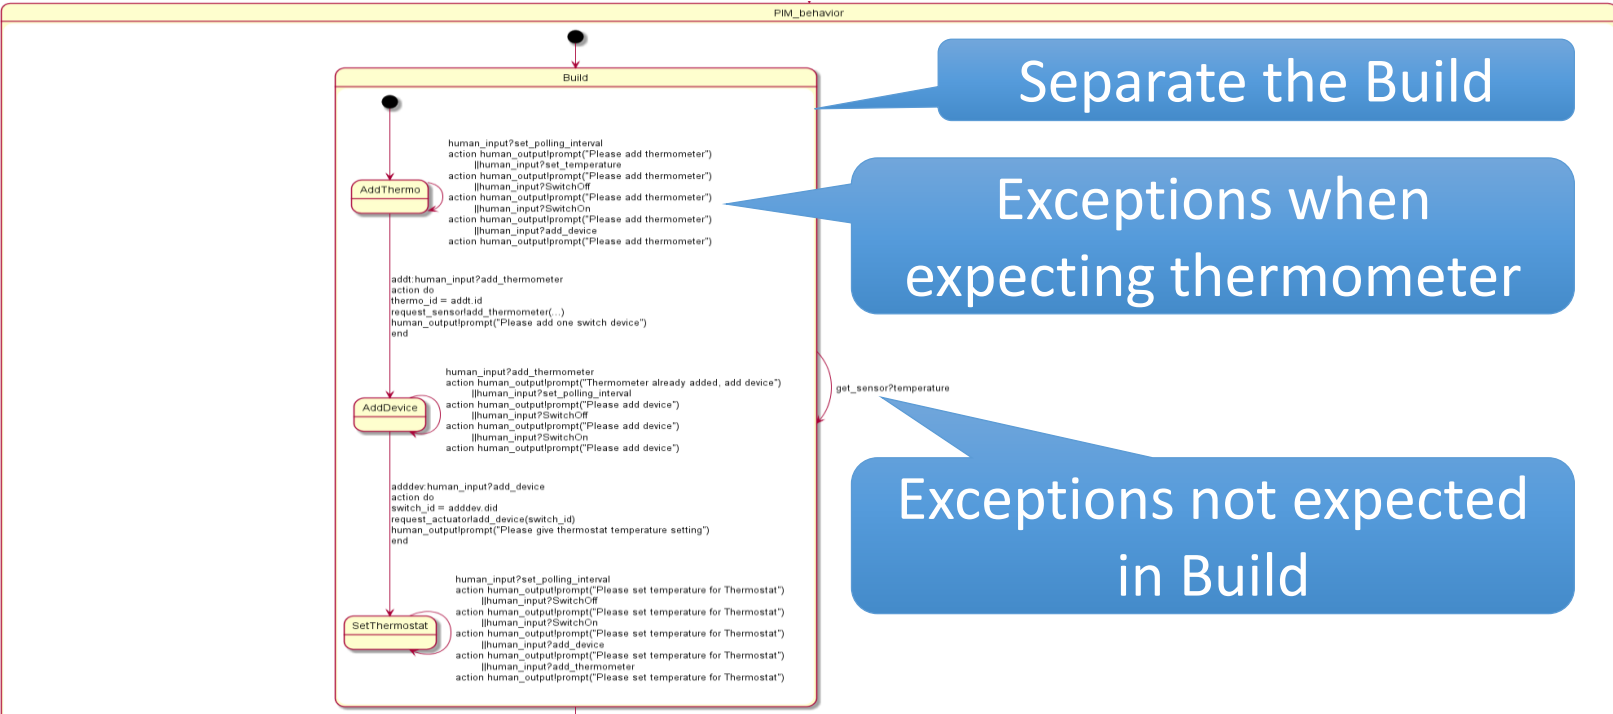 PIM_behavior
Build
Separate the Build
human_input?set_polling_interval
action human_output!prompt("Please add thermometer")
||human_input?set_temperature
action human_output!prompt("Please add thermometer")
||human_input?SwitchOff
action human_output!prompt("Please add thermometer")
||human_input?SwitchOn
action human_output!prompt("Please add thermometer")
||human_input?add_device
action human_output!prompt("Please add thermometer")
AddThermo
Exceptions when
expecting thermometer
addt:human_input?add_thermometer
action do
thermo_id = addt.id
request_sensor!add_thermometer(...)
human_output!prompt("Please add one switch device")
end
human_input?add_thermometer
action human_output!prompt("Thermometer already added, add device")
||human_input?set_polling_interval
action human_output!prompt("Please add device")
||human_input?SwitchOff
action human_output!prompt("Please add device")
||human_input?SwitchOn
action human_output!prompt("Please add device")
AddDevice
get_sensor?temperature
Exceptions not expected
in Build
adddev:human_input?add_device
action do
switch_id = adddev.did
request_actuator!add_device(switch_id)
human_output!prompt("Please give thermostat temperature setting")
end
human_input?set_polling_interval
action human_output!prompt("Please set temperature for Thermostat")
||human_input?SwitchOff
action human_output!prompt("Please set temperature for Thermostat")
||human_input?SwitchOn
action human_output!prompt("Please set temperature for Thermostat")
||human_input?add_device
action human_output!prompt("Please set temperature for Thermostat")
||human_input?add_thermometer
action human_output!prompt("Please set temperature for Thermostat")
SetThermostat